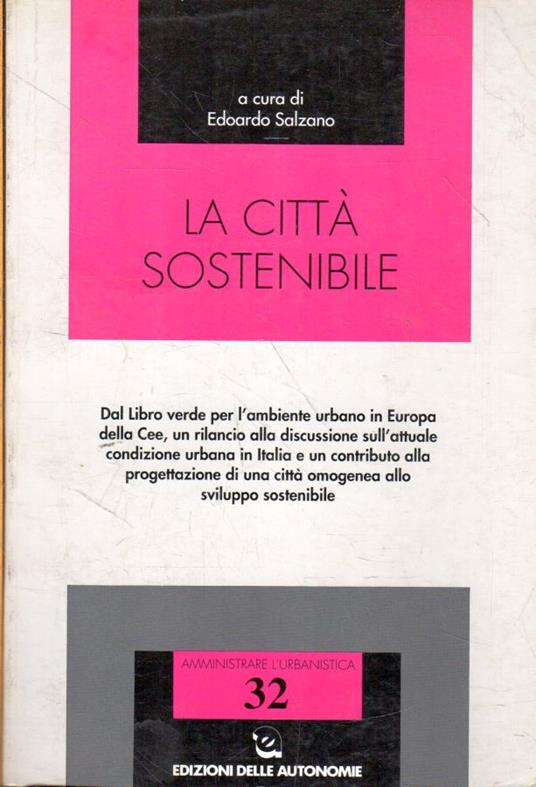 a cura di
Edoardo Salzano
LA CITTÀ
SOSTENIBILE
Dal Libro verde per l'ambiente urbano in Europa
della Cee, un rilancio alla discussione sull'attuale
condizione urbana in Italia e un contributo alla
progettazione di una città omogenea allo
sviluppo sostenibile
AMMINISTRARE L'URBANISTICA
32
ea
EDIZIONI DELLE AUTONOMIE